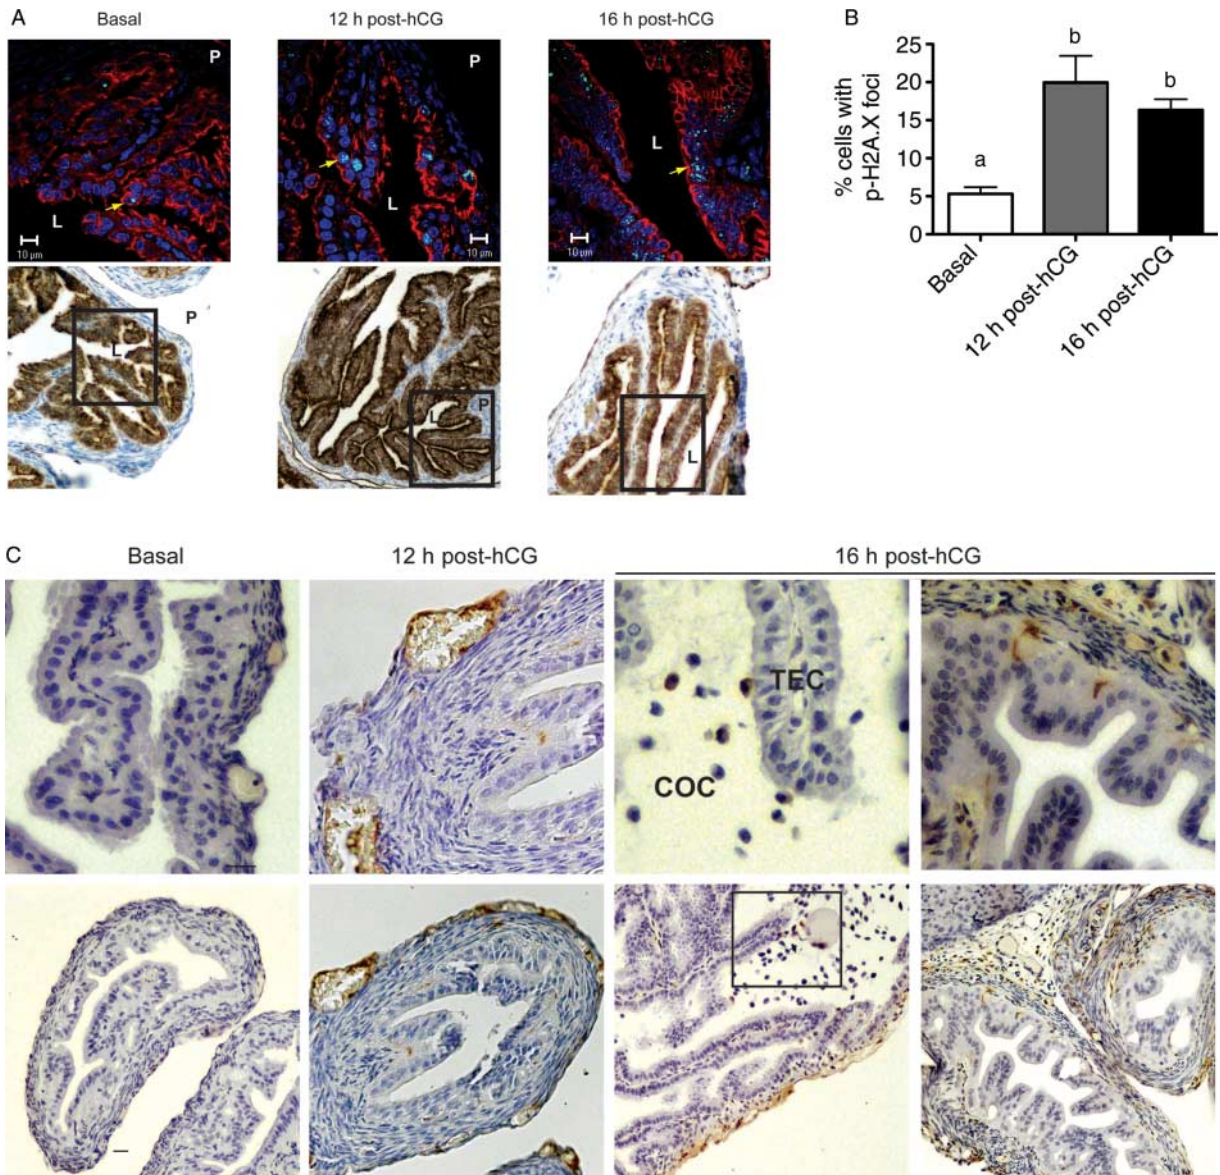 A
Basal
12 h post-hCG
16 h post-hCG
P
L
10 µm
P
L
10 µm
L
10 µm
P
L
P
L
L
B
% cells with
p-H2A.X foci
25
20
15
10
5
0
a
b
b
Basal
12 h post-hCG
16 h post-hCG
C
Basal
12 h post-hCG
16 h post-hCG
TEC
COC